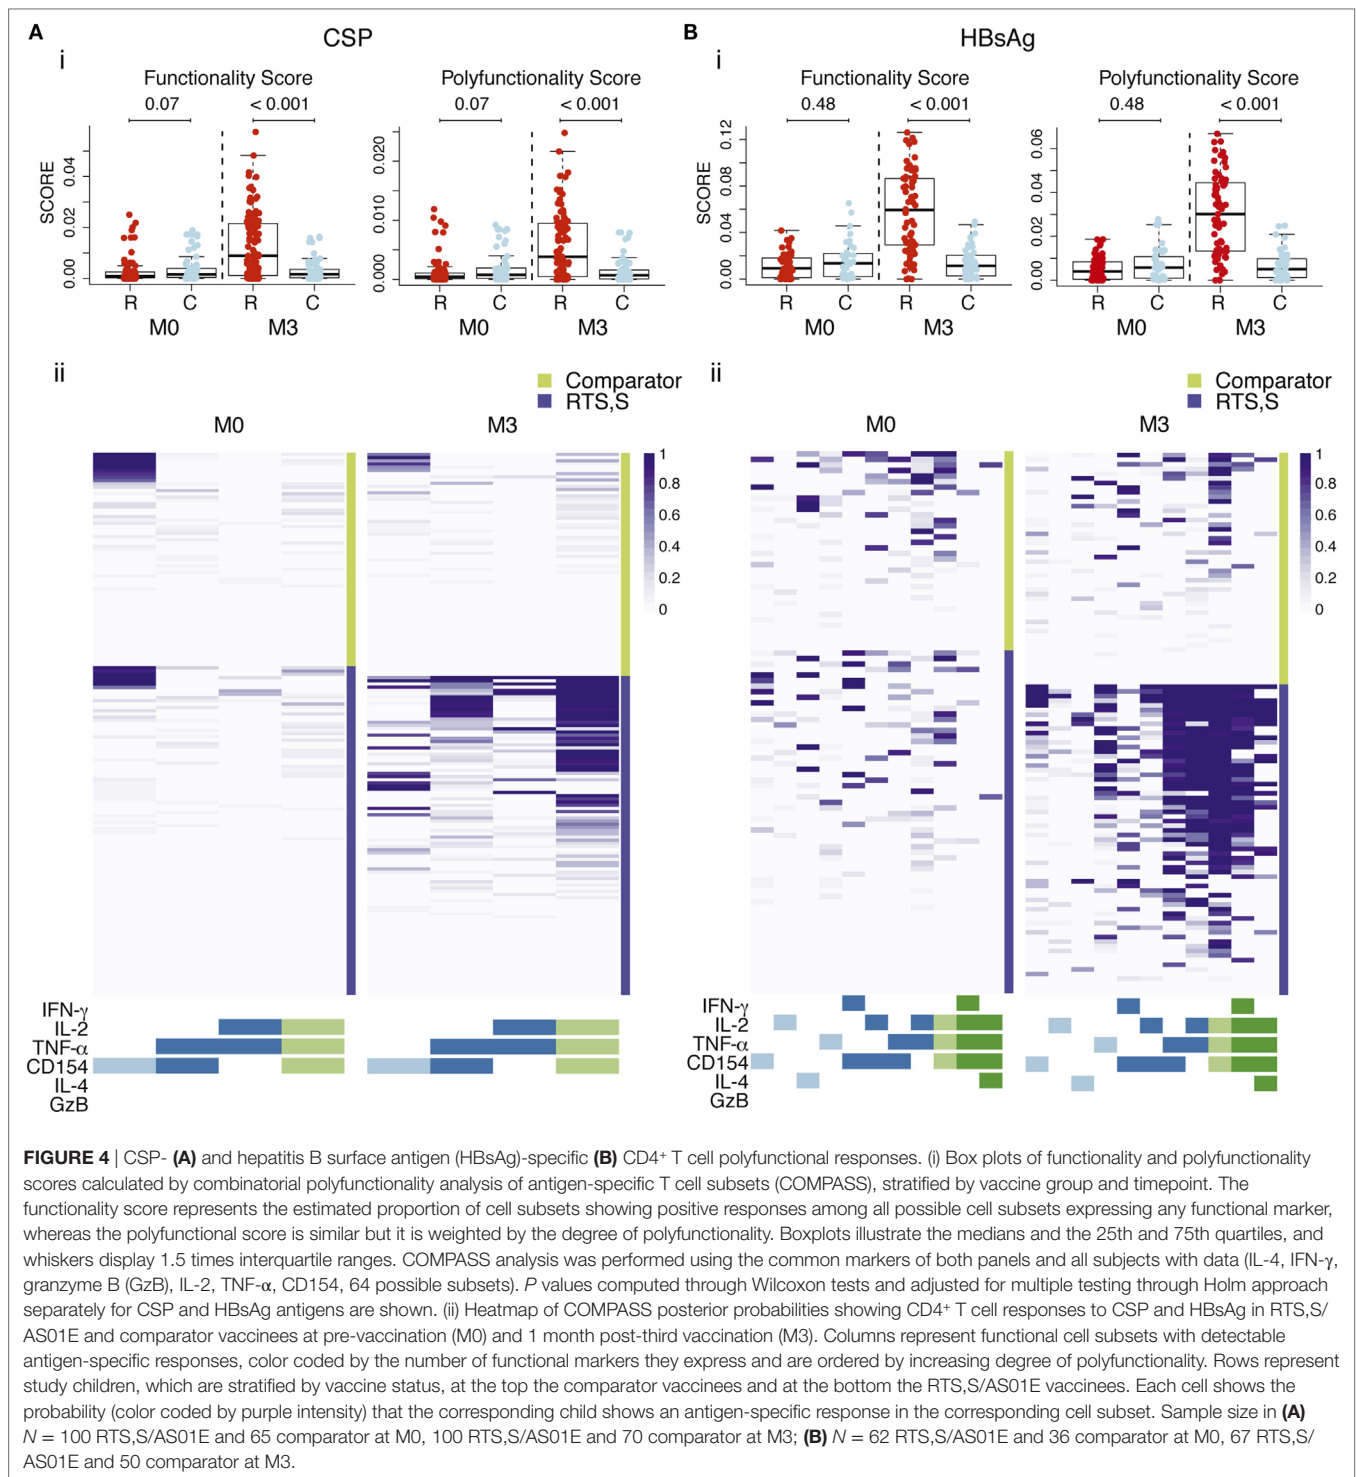 A
CSP
i
Functionality Score
Polyfunctionality Score
0.07
< 0.001
0.07
< 0.001
SCORE
0.00
0.02
0.04
0.000
0.010
0.020
R
C
R
C
M0
M3
R
C
R
C
M0
M3
B
HBsAg
i
Functionality Score
Polyfunctionality Score
0.48
< 0.001
0.48
< 0.001
SCORE
0.00
0.04
0.08
0.12
0.00
0.02
0.04
0.06
R
C
R
C
M0
M3
R
C
R
C
M0
M3
ii
Comparator
RTS,S
M0
M3
1
0.8
0.6
0.4
0.2
0
IFN-γ
IL-2
TNF-α
CD154
IL-4
GzB
ii
Comparator
RTS,S
M0
M3
1
0.8
0.6
0.4
0.2
0
IFN-γ
IL-2
TNF-α
CD154
IL-4
GzB
FIGURE 4 | CSP- (A) and hepatitis B surface antigen (HBsAg)-specific (B) CD4⁺ T cell polyfunctional responses. (i) Box plots of functionality and polyfunctionality
scores calculated by combinatorial polyfunctionality analysis of antigen-specific T cell subsets (COMPASS), stratified by vaccine group and timepoint. The
functionality score represents the estimated proportion of cell subsets showing positive responses among all possible cell subsets expressing any functional marker,
whereas the polyfunctional score is similar but it is weighted by the degree of polyfunctionality. Boxplots illustrate the medians and the 25th and 75th quartiles, and
whiskers display 1.5 times interquartile ranges. COMPASS analysis was performed using the common markers of both panels and all subjects with data (IL-4, IFN-γ,
granzyme B (GzB), IL-2, TNF-α, CD154, 64 possible subsets). P values computed through Wilcoxon tests and adjusted for multiple testing through Holm approach
separately for CSP and HBsAg antigens are shown. (ii) Heatmap of COMPASS posterior probabilities showing CD4⁺ T cell responses to CSP and HBsAg in RTS,S/
AS01E and comparator vaccinees at pre-vaccination (M0) and 1 month post-third vaccination (M3). Columns represent functional cell subsets with detectable
antigen-specific responses, color coded by the number of functional markers they express and are ordered by increasing degree of polyfunctionality. Rows represent
study children, which are stratified by vaccine status, at the top the comparator vaccinees and at the bottom the RTS,S/AS01E vaccinees. Each cell shows the
probability (color coded by purple intensity) that the corresponding child shows an antigen-specific response in the corresponding cell subset. Sample size in (A)
N = 100 RTS,S/AS01E and 65 comparator at M0, 100 RTS,S/AS01E and 70 comparator at M3; (B) N = 62 RTS,S/AS01E and 36 comparator at M0, 67 RTS,S/
AS01E and 50 comparator at M3.